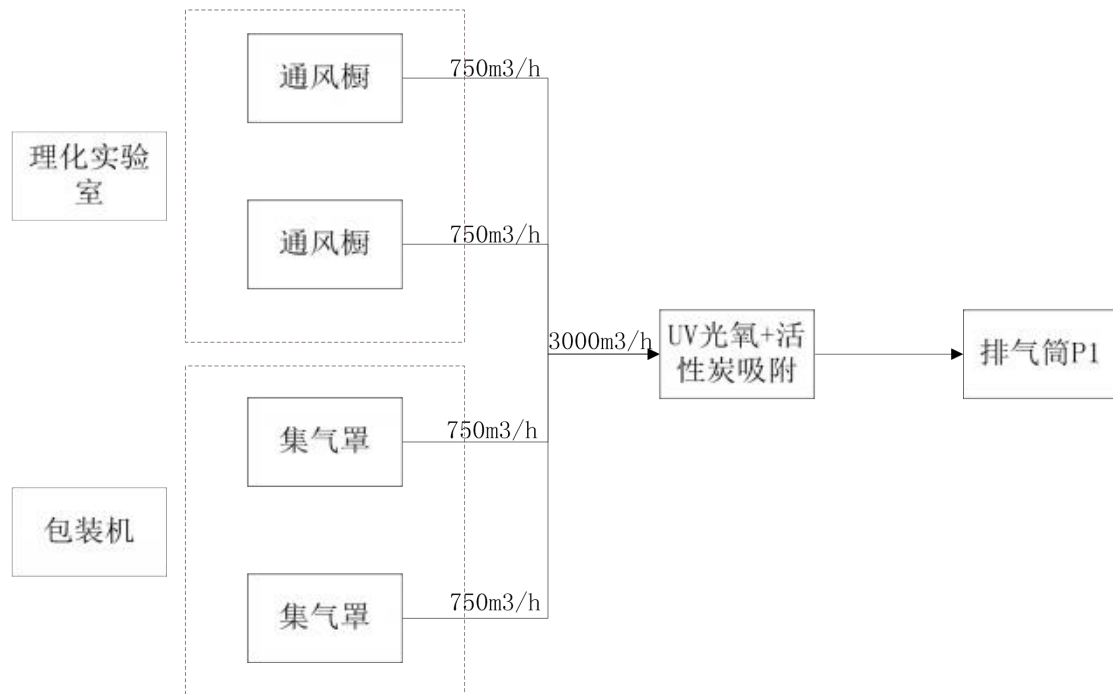 通风橱
750m3/h
理化实验
室
通风橱
750m3/h
3000m3/h
UV光氧+活
性炭吸附
排气筒P1
集气罩
750m3/h
包装机
集气罩
750m3/h